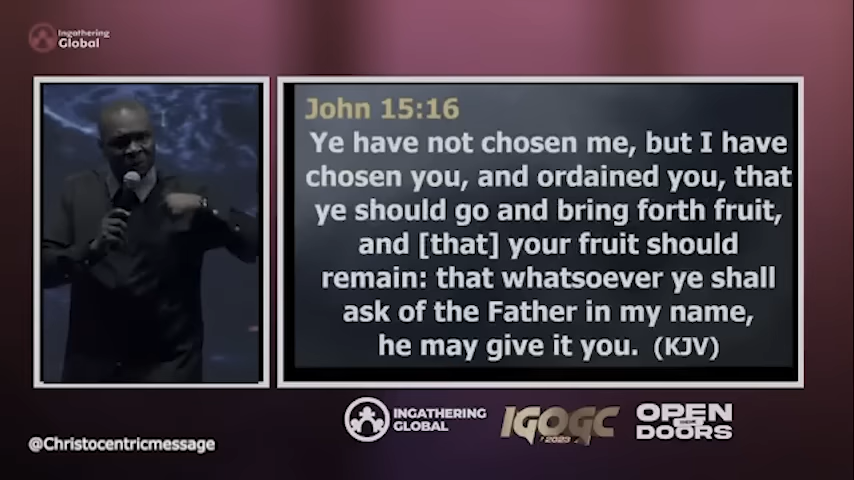 Ingathering
Global
John 15:16
Ye have not chosen me, but I have
chosen you, and ordained you, that
ye should go and bring forth fruit,
and [that] your fruit should
remain: that whatsoever ye shall
ask of the Father in my name,
he may give it you. (KJV)
INGATHERING
GLOBAL
IGOGC
2023
OPEN
DOORS
@Christocentricmessage